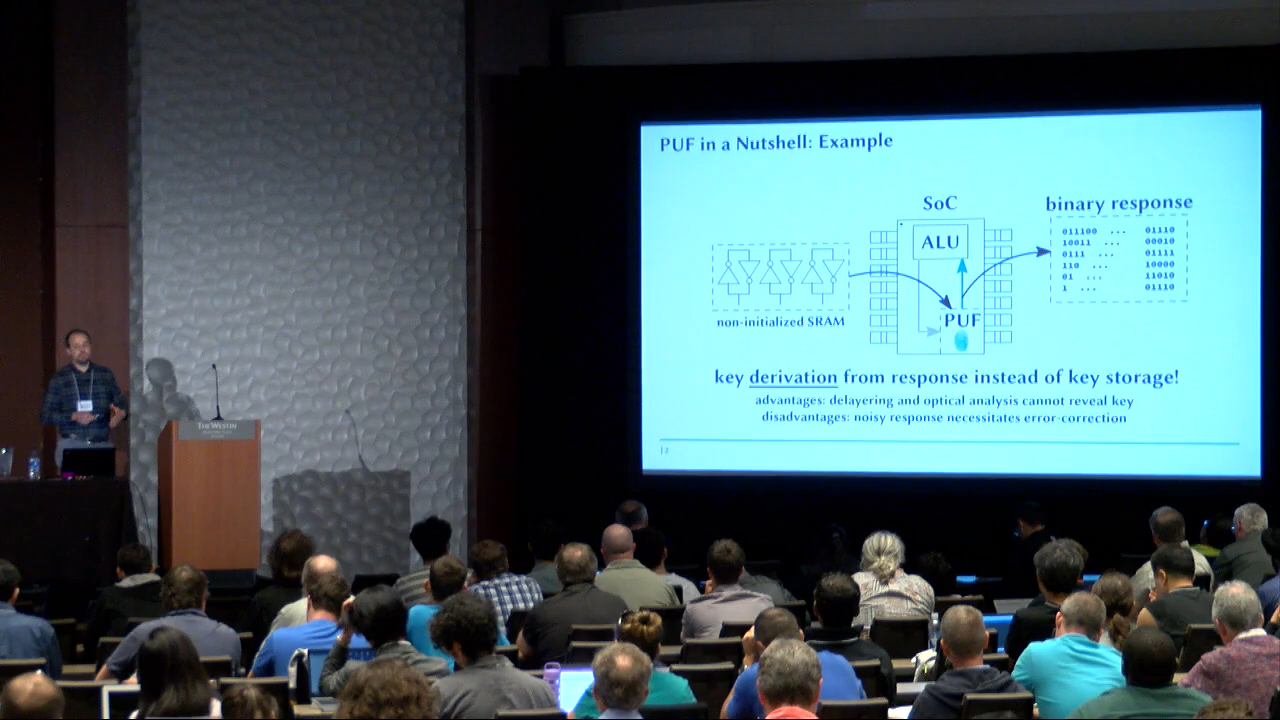 PUF in a Nutshell: Example
SoC
binary response
ALU
011100 ... 01110
10011 ... 00010
0111 ... 01111
110 ... 10000
01 ... 11010
1 ... 01110
PUF
non-initialized SRAM
key derivation from response instead of key storage!
advantages: delayering and optical analysis cannot reveal key
disadvantages: noisy response necessitates error-correction
| 2
THE WESTIN